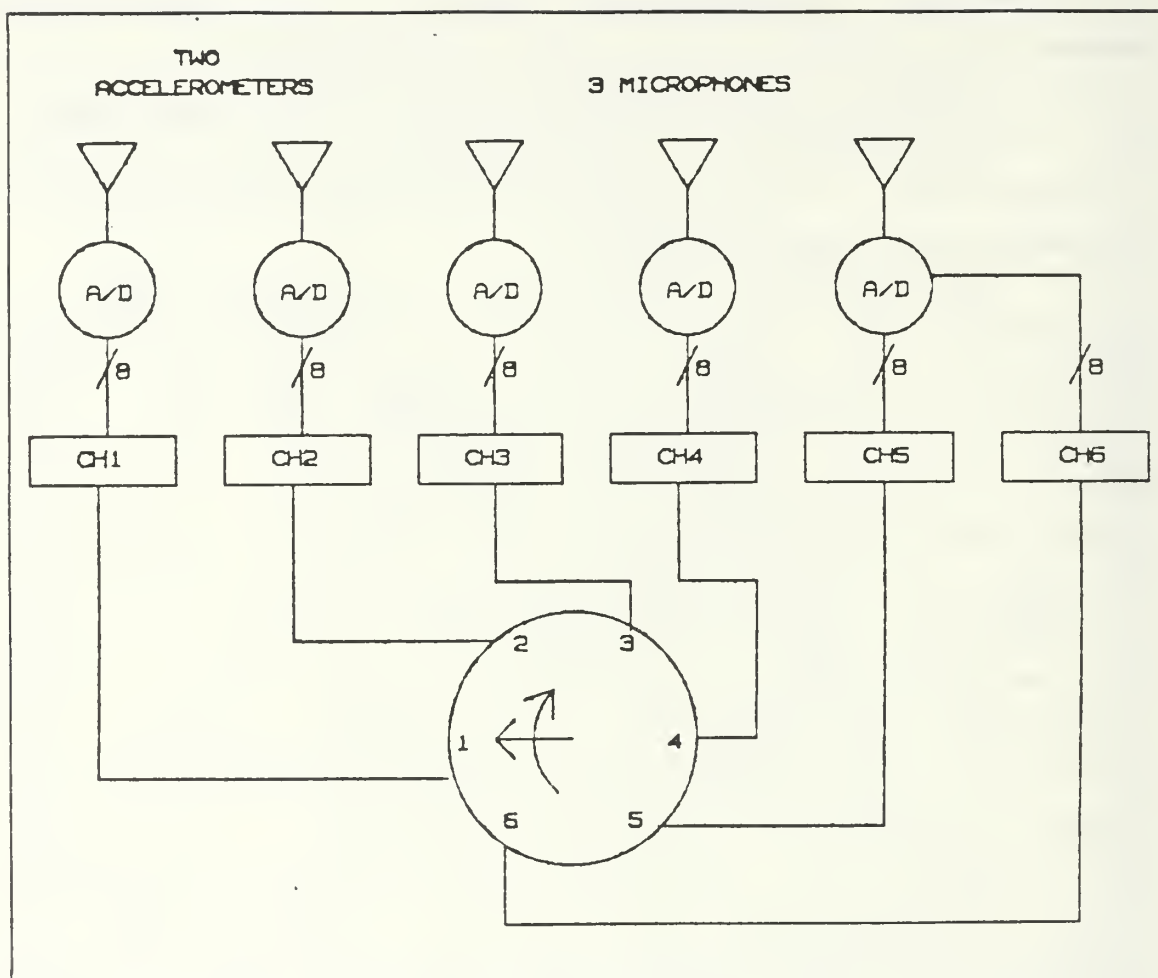 TWO
ACCELEROMETERS
3 MICROPHONES
A/D A/D A/D A/D A/D
8 8 8 8 8 8
CH1 CH2 CH3 CH4 CH5 CH6
2 3
1 4
6 5